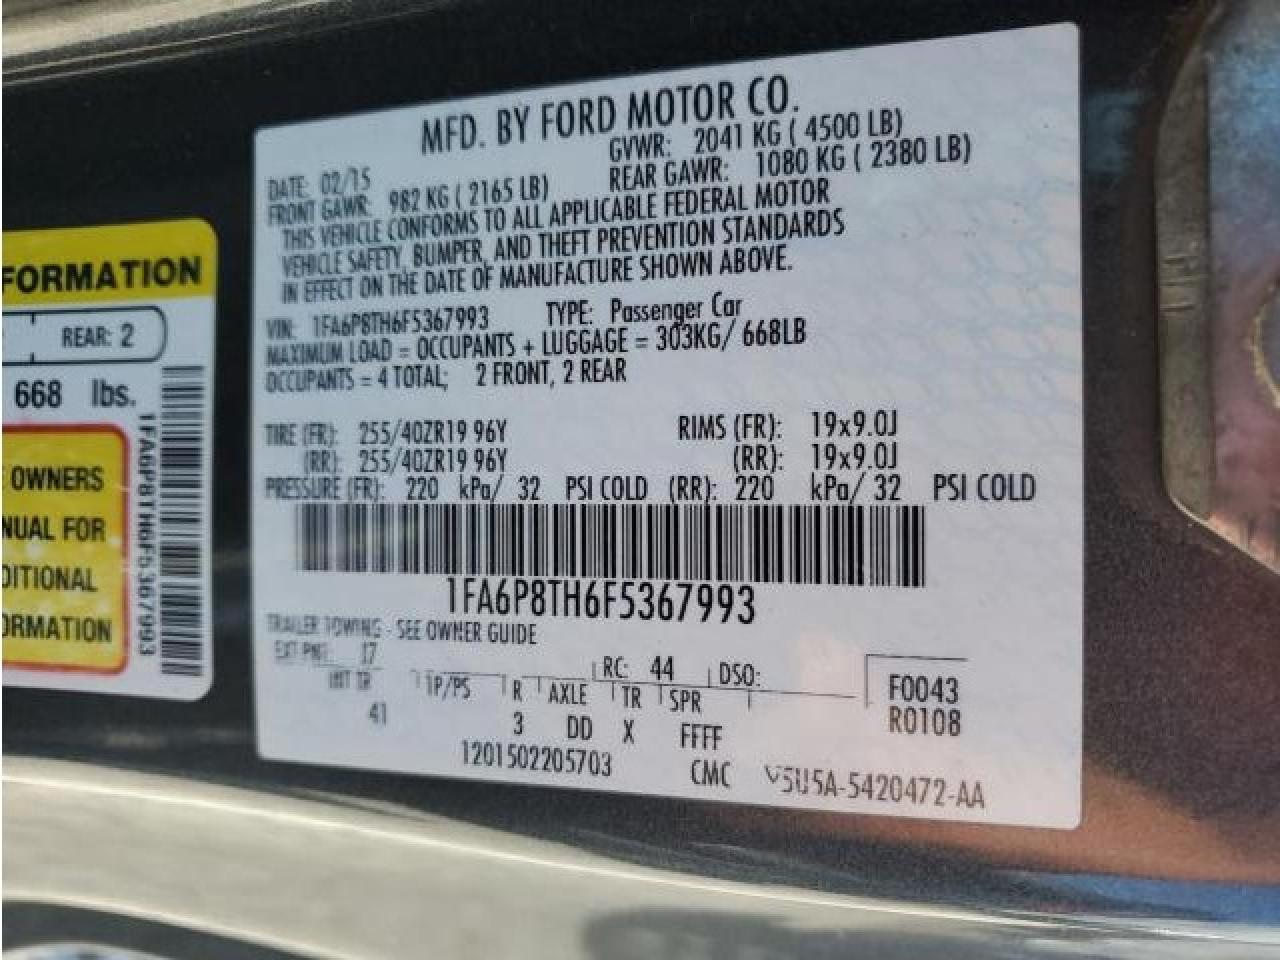 MFD. BY FORD MOTOR CO.
DATE: 02/15 GVWR: 2041 KG ( 4500 LB)
FRONT GAWR: 982 KG ( 2165 LB) REAR GAWR: 1080 KG ( 2380 LB)
THIS VEHICLE CONFORMS TO ALL APPLICABLE FEDERAL MOTOR
VEHICLE SAFETY, BUMPER, AND THEFT PREVENTION STANDARDS
IN EFFECT ON THE DATE OF MANUFACTURE SHOWN ABOVE.
VIN: 1FA6P8TH6F5367993 TYPE: Passenger Car
MAXIMUM LOAD = OCCUPANTS + LUGGAGE = 303KG/ 668LB
OCCUPANTS = 4 TOTAL; 2 FRONT, 2 REAR
TIRE (FR): 255/40ZR19 96Y RIMS (FR): 19x9.0J
(RR): 255/40ZR19 96Y (RR): 19x9.0J
PRESSURE (FR): 220 kPa/ 32 PSI COLD (RR): 220 kPa/ 32 PSI COLD
1FA6P8TH6F5367993
TRAILER TOWING - SEE OWNER GUIDE
EXT PNT: J7 RC: 44 DSO: F0043
INT TR TP/PS R AXLE TR SPR R0108
41 3 DD X FFFF
1201502205703 CMC V5U5A-5420472-AA
FORMATION
REAR: 2
668 lbs.
OWNERS
NUAL FOR
DITIONAL
ORMATION
1FA6P8TH6F5367993